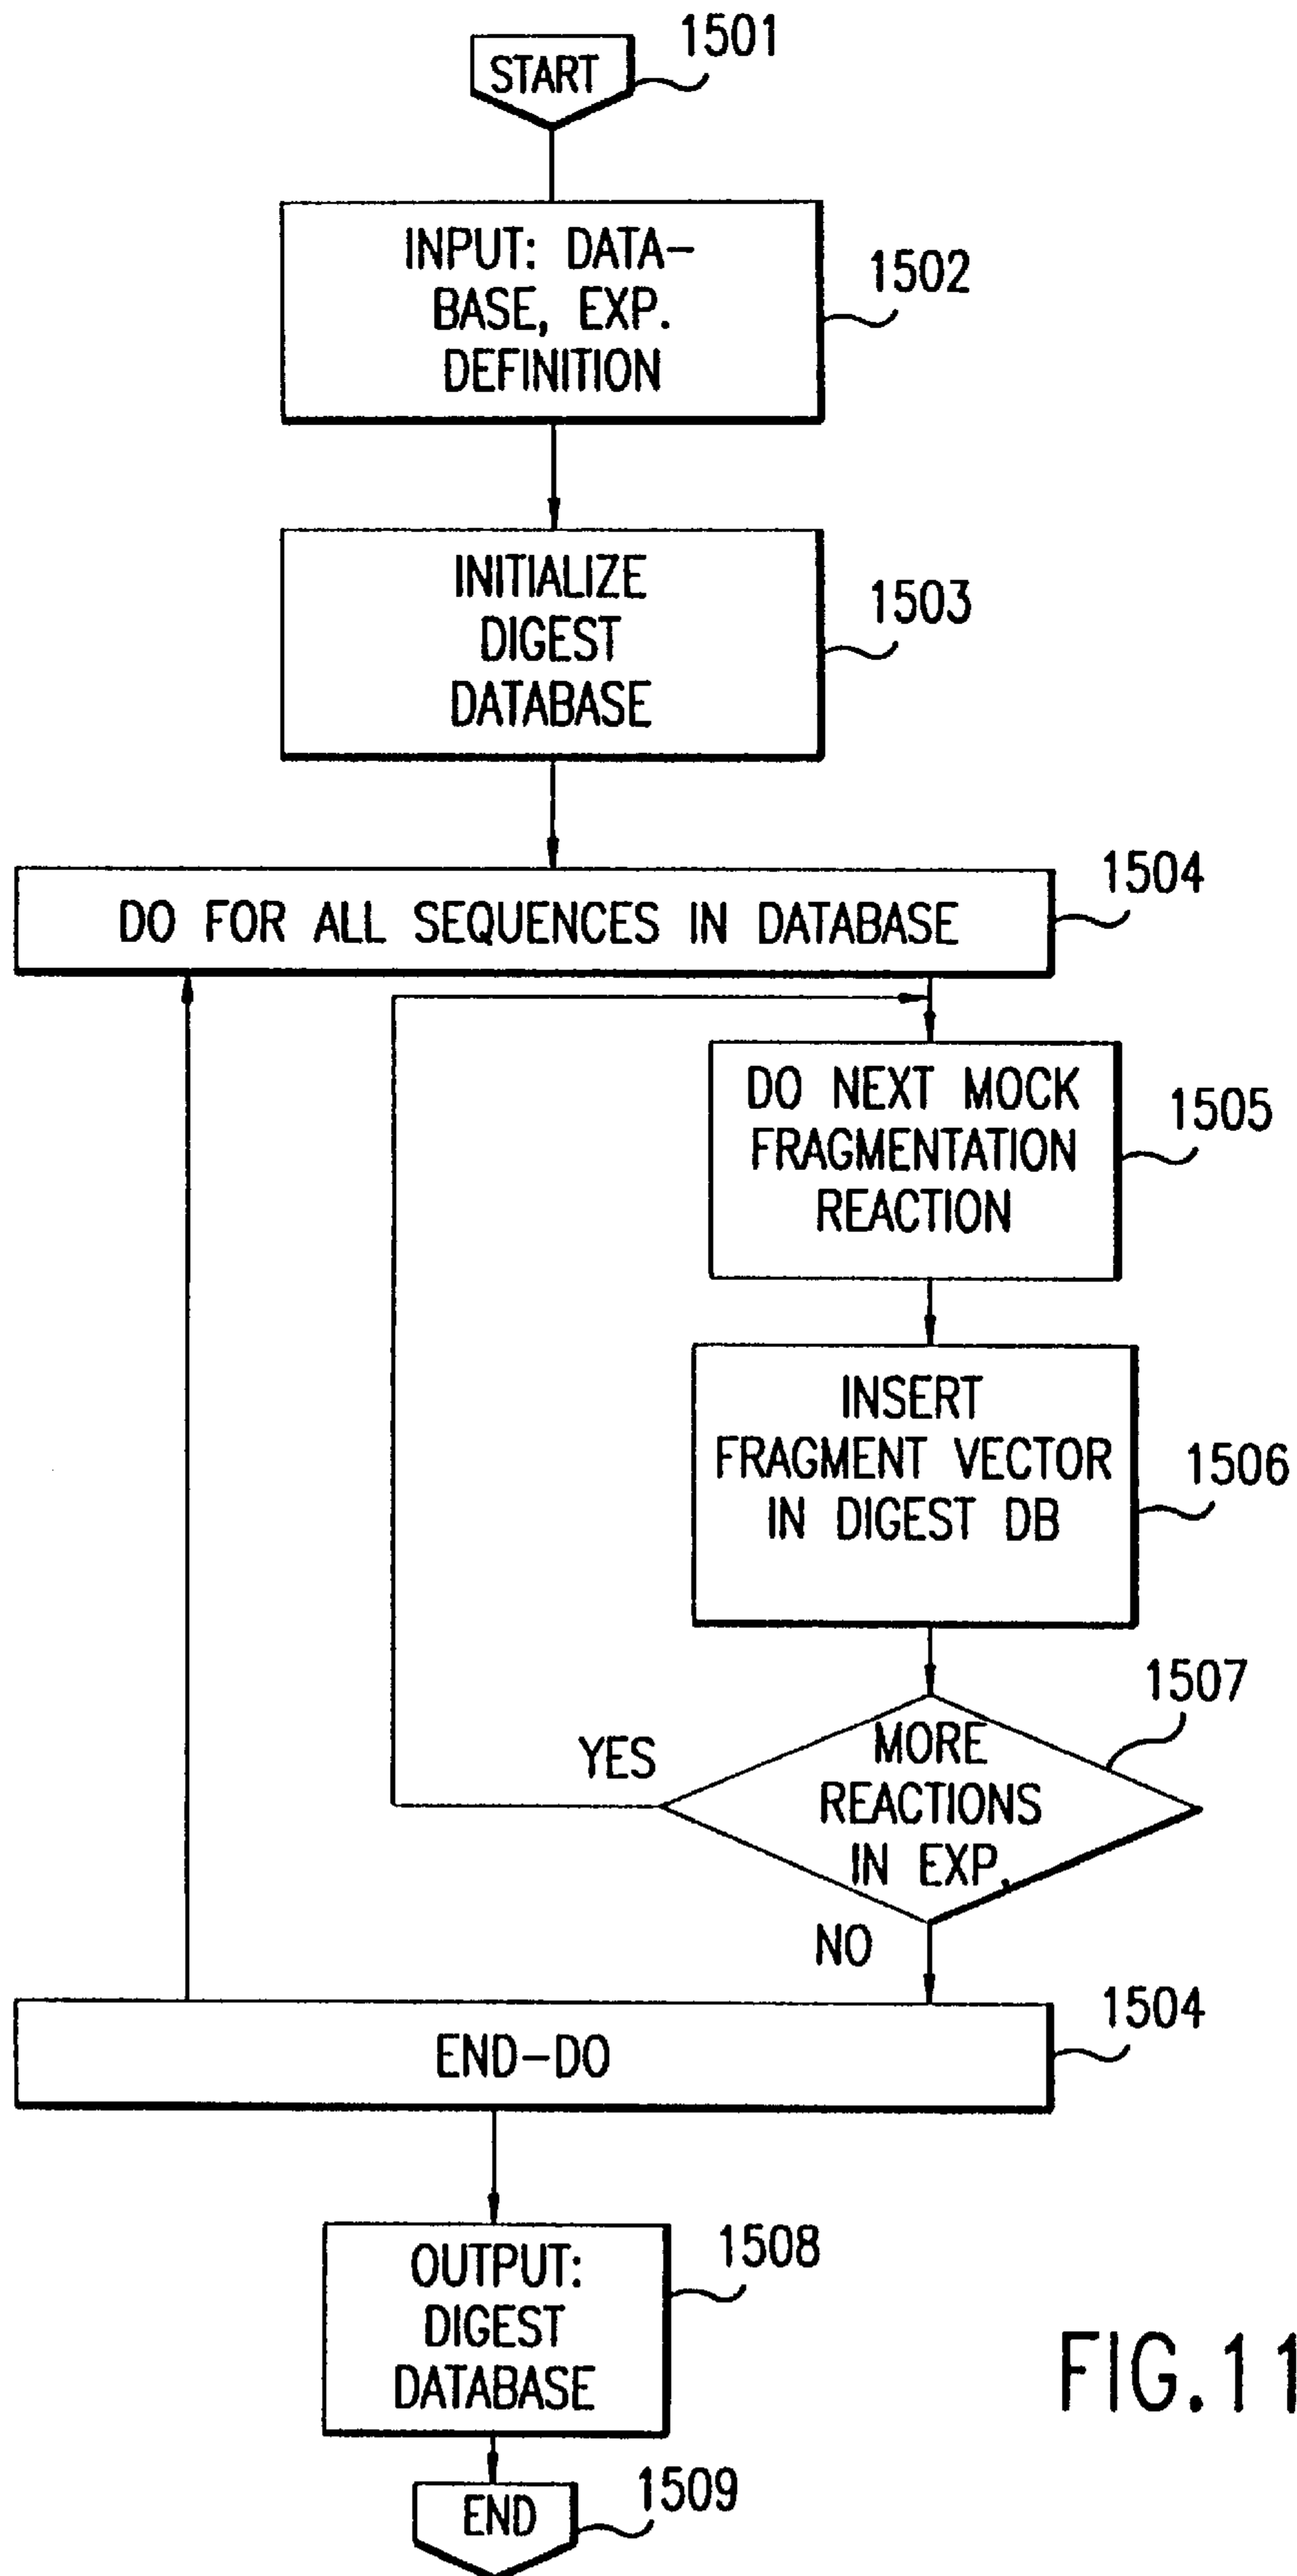 START
1501
INPUT: DATA-
BASE, EXP.
DEFINITION
1502
INITIALIZE
DIGEST
DATABASE
1503
DO FOR ALL SEQUENCES IN DATABASE
1504
DO NEXT MOCK
FRAGMENTATION
REACTION
1505
INSERT
FRAGMENT VECTOR
IN DIGEST DB
1506
MORE
REACTIONS
IN EXP.
1507
YES
NO
END-DO
1504
OUTPUT:
DIGEST
DATABASE
1508
END
1509
FIG.11